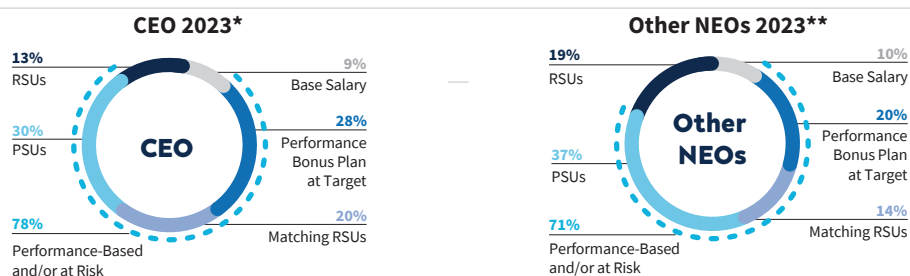 CEO 2023*
13%
RSUs
9%
Base Salary
30%
PSUs
CEO
28%
Performance
Bonus Plan
at Target
78%
Performance-Based
and/or at Risk
20%
Matching RSUs
Other NEOs 2023**
19%
RSUs
10%
Base Salary
37%
PSUs
Other
NEOs
20%
Performance
Bonus Plan
at Target
71%
Performance-Based
and/or at Risk
14%
Matching RSUs